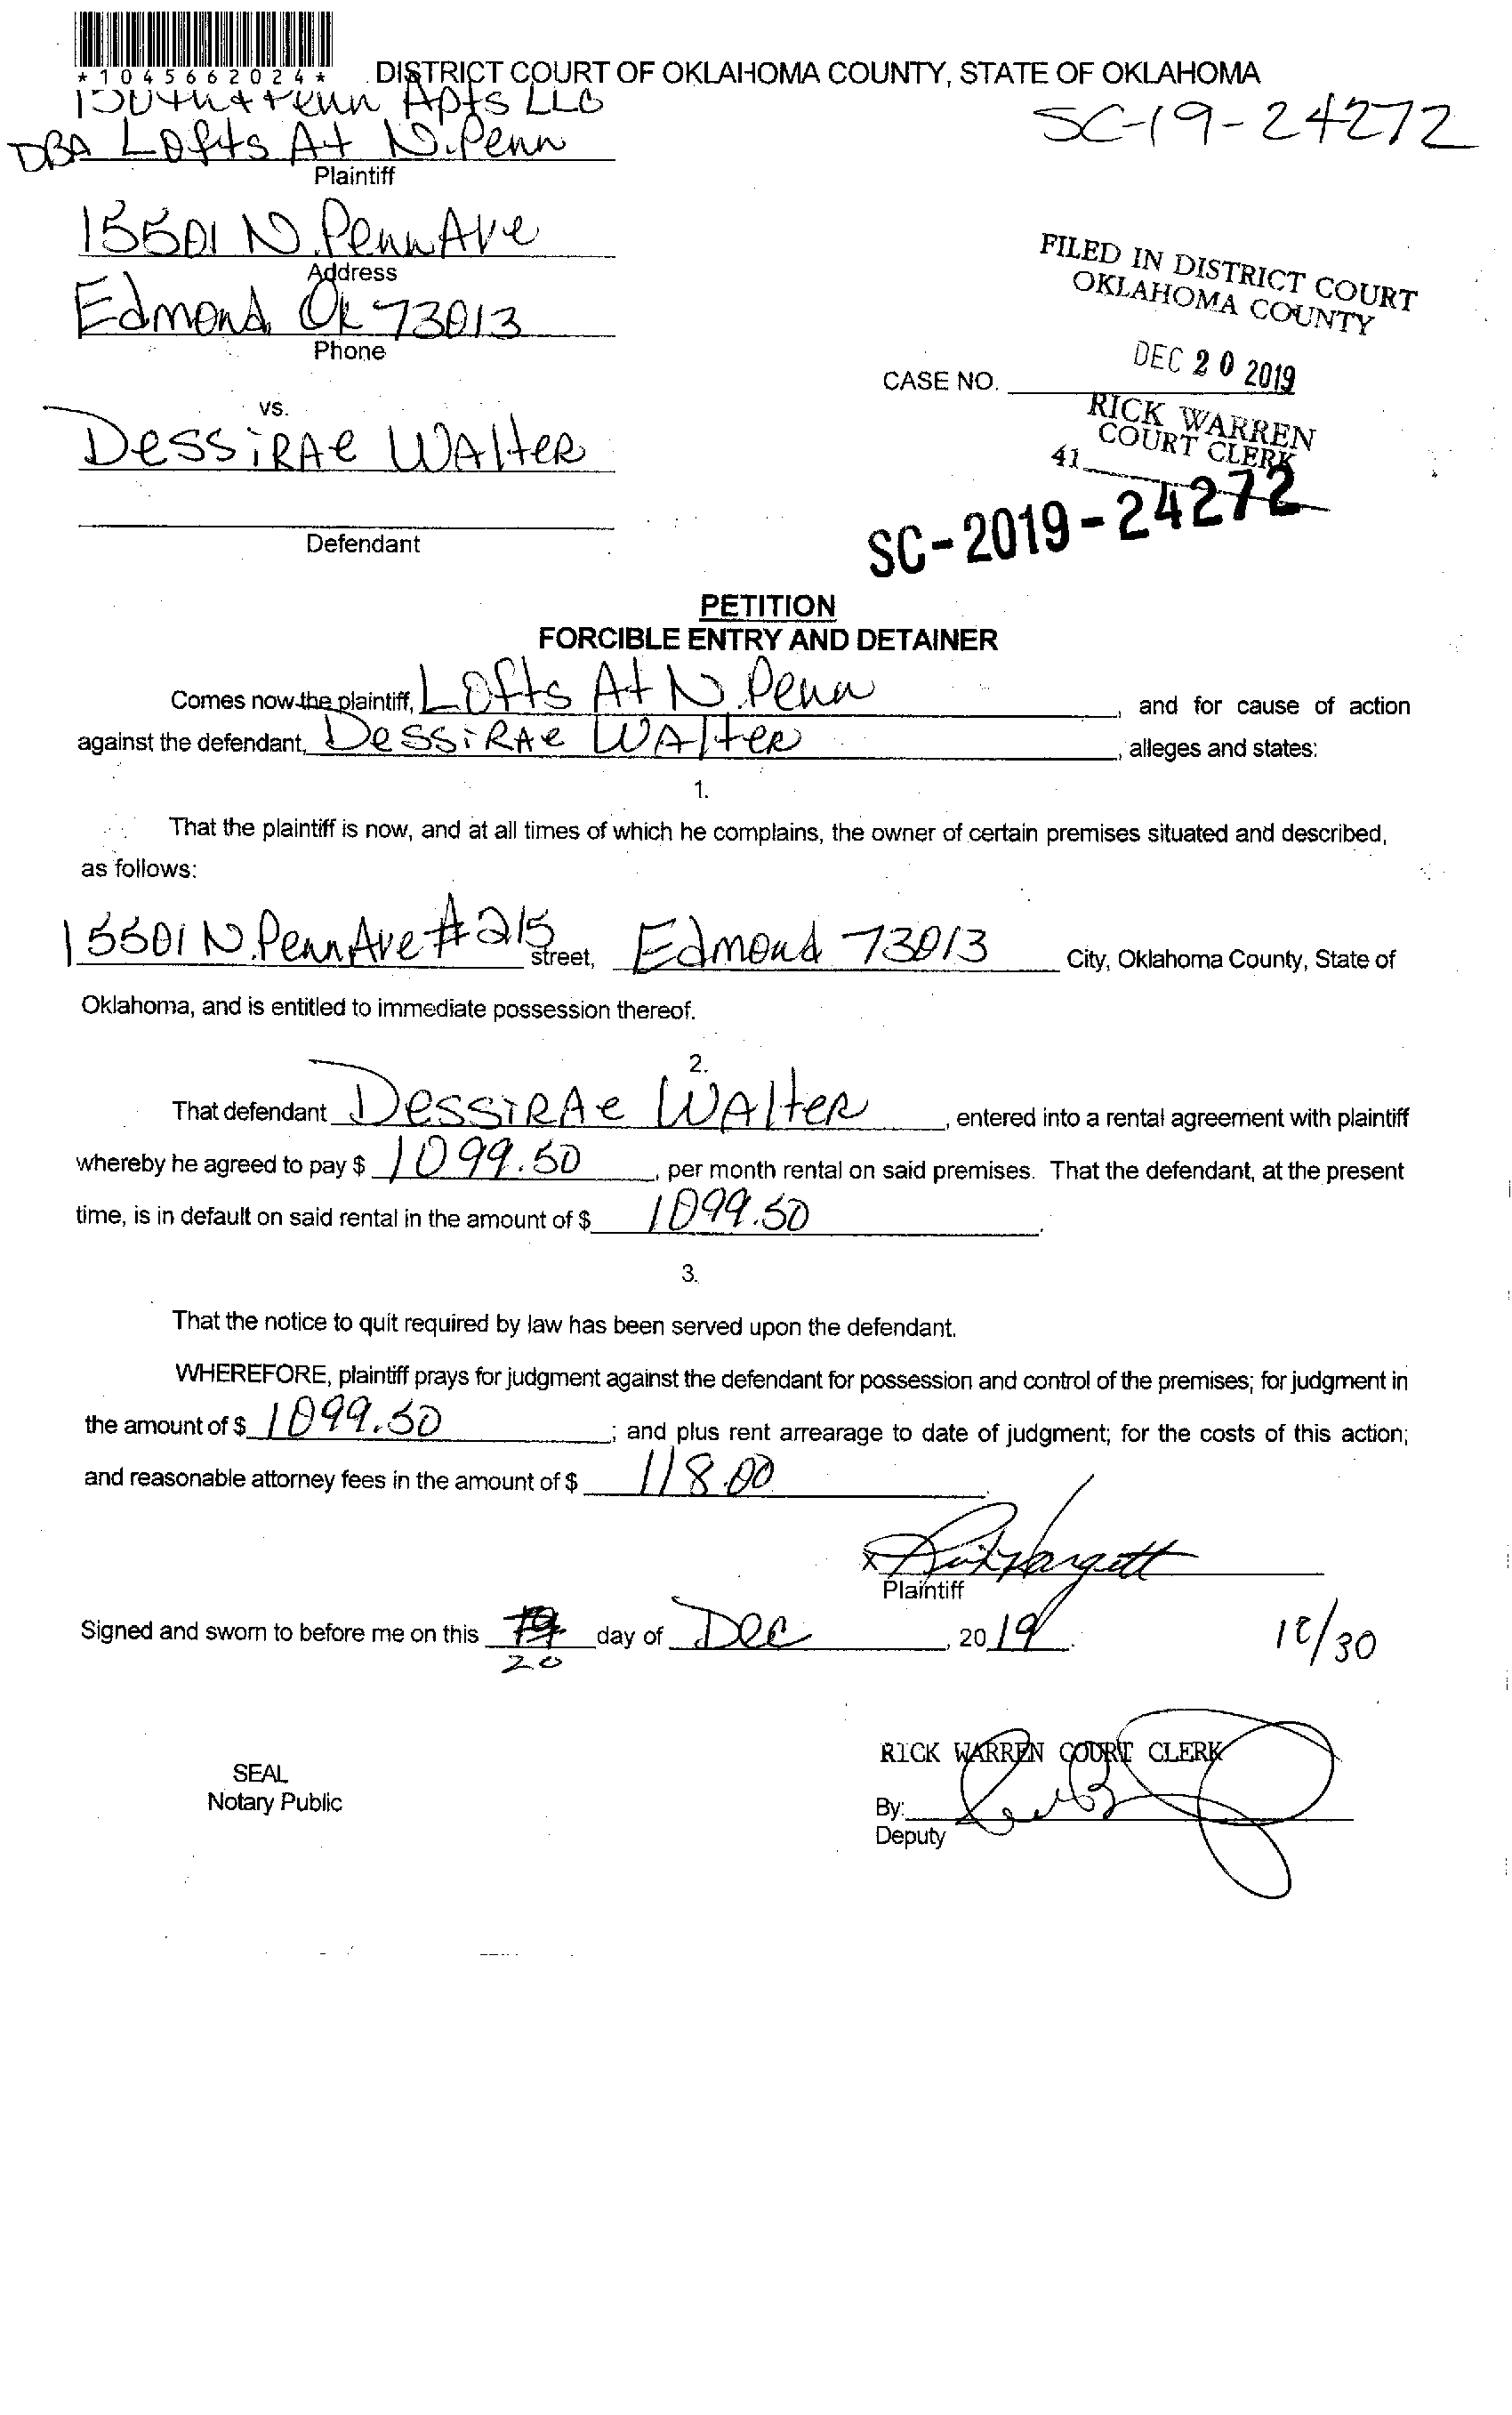 *1045662024*
DISTRICT COURT OF OKLAHOMA COUNTY, STATE OF OKLAHOMA
Apts LLC
SC-19-24272
DBA Lofts At N. Penn
Plaintiff
15501 N. Penn Ave
Address
Edmond, Ok 73013
Phone
FILED IN DISTRICT COURT
OKLAHOMA COUNTY
DEC 20 2019
RICK WARREN
COURT CLERK
41
CASE NO.
SC-2019-24272
vs.
DessiRAe WAlteR
Defendant
PETITION
FORCIBLE ENTRY AND DETAINER
Comes now the plaintiff, Lofts At N. Penn, and for cause of action
against the defendant, DessiRAe WAlteR, alleges and states:
1.
That the plaintiff is now, and at all times of which he complains, the owner of certain premises situated and described,
as follows:
15501 N. Penn Ave #215 street, Edmond 73013 City, Oklahoma County, State of
Oklahoma, and is entitled to immediate possession thereof.
2.
That defendant DessiRAe WAlteR, entered into a rental agreement with plaintiff
whereby he agreed to pay $ 1099.50, per month rental on said premises. That the defendant, at the present
time, is in default on said rental in the amount of $ 1099.50.
3.
That the notice to quit required by law has been served upon the defendant.
WHEREFORE, plaintiff prays for judgment against the defendant for possession and control of the premises; for judgment in
the amount of $ 1099.50; and plus rent arrearage to date of judgment; for the costs of this action;
and reasonable attorney fees in the amount of $ 118.00.
x
Plaintiff
Signed and sworn to before me on this 19 day of Dec, 2019.
20
12/30
RICK WARREN COURT CLERK
SEAL
Notary Public
By:
Deputy